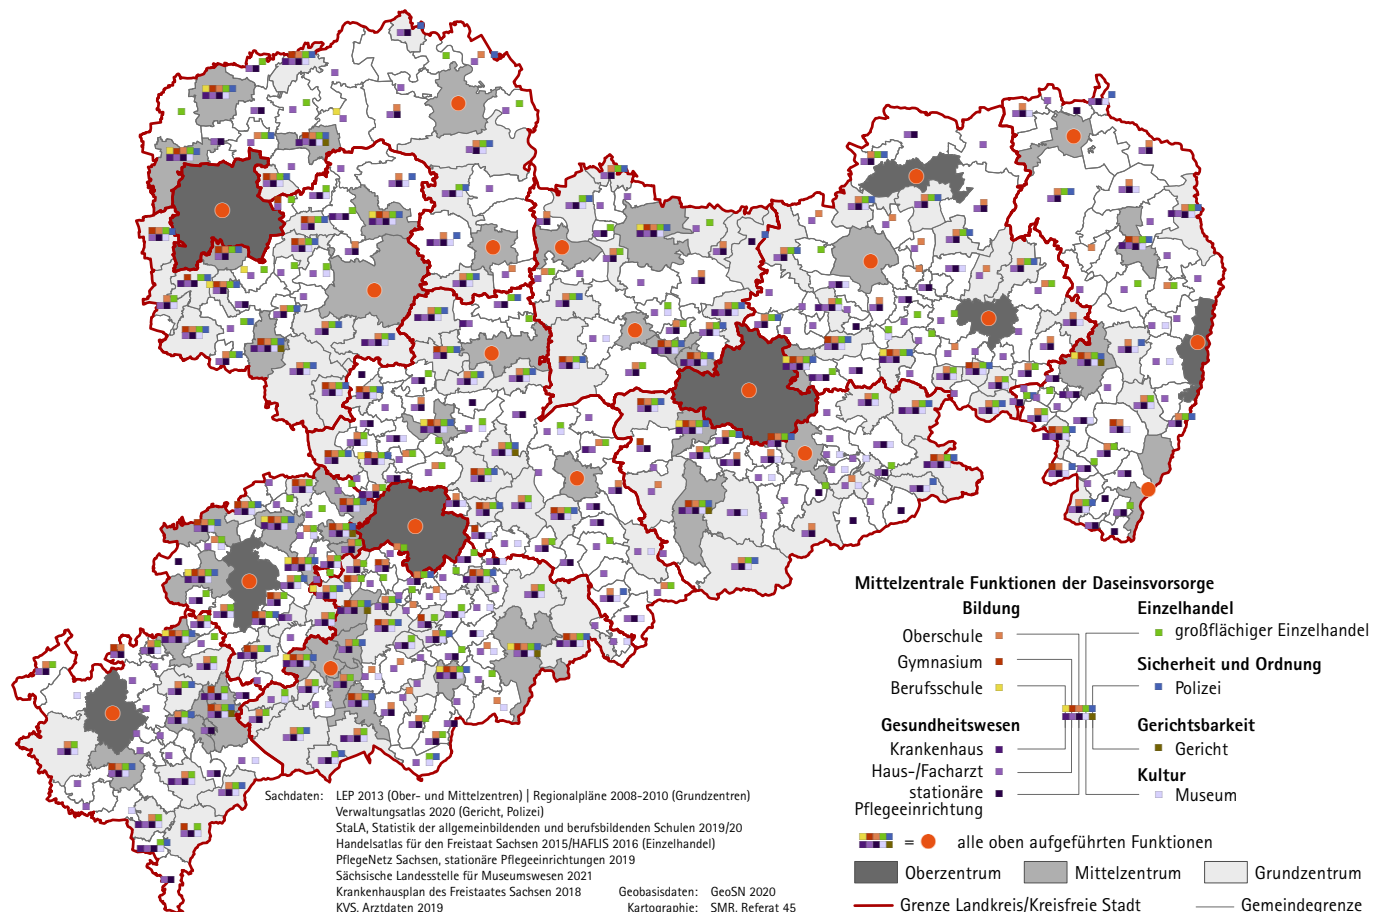 Mittelzentrale Funktionen der Daseinsvorsorge
Bildung
Oberschule
Gymnasium
Berufsschule
Gesundheitswesen
Krankenhaus
Haus-/Facharzt
stationäre
Pflegeeinrichtung
Einzelhandel
großflächiger Einzelhandel
Sicherheit und Ordnung
Polizei
Gerichtsbarkeit
Gericht
Kultur
Museum
= alle oben aufgeführten Funktionen
Oberzentrum Mittelzentrum Grundzentrum
Grenze Landkreis/Kreisfreie Stadt Gemeindegrenze
Sachdaten: LEP 2013 (Ober- und Mittelzentren) | Regionalpläne 2008-2010 (Grundzentren)
Verwaltungsatlas 2020 (Gericht, Polizei)
StaLA, Statistik der allgemeinbildenden und berufsbildenden Schulen 2019/20
Handelsatlas für den Freistaat Sachsen 2015/HAFLIS 2016 (Einzelhandel)
PflegeNetz Sachsen, stationäre Pflegeeinrichtungen 2019
Sächsische Landesstelle für Museumswesen 2021
Krankenhausplan des Freistaates Sachsen 2018 Geobasisdaten: GeoSN 2020
KVS, Arztdaten 2019 Kartographie: SMR, Referat 45